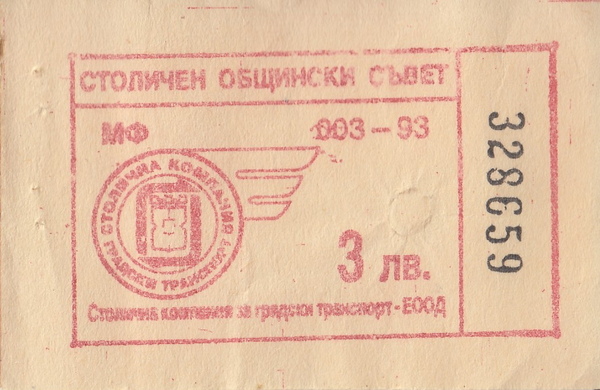 СТОЛИЧЕН ОБЩИНСКИ СЪВЕТ
МФ 003-93
СТОЛИЧНА КОМПАНИЯ
ГРАДСКИ ТРАНСПОРТ
3 лв.
Столична компания за градски транспорт-ЕООД
328659